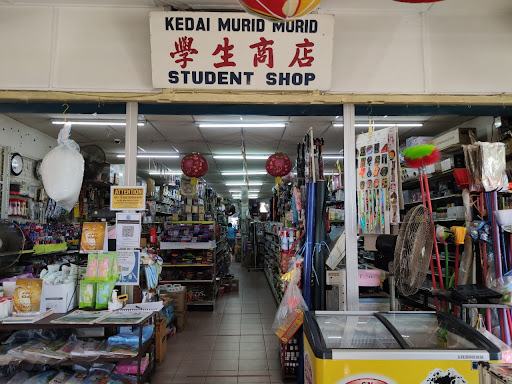 KEDAI MURID MURID
學生商店
STUDENT SHOP
ATTENTION